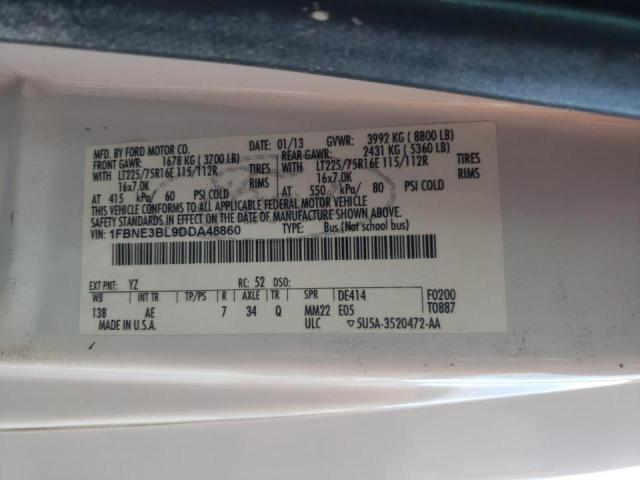 MFD. BY FORD MOTOR CO. DATE: 01/13 GVWR: 3992 KG ( 8800 LB)
FRONT GAWR: 1678 KG ( 3700 LB) REAR GAWR: 2431 KG ( 5360 LB)
WITH LT225/75R16E 115/112R TIRES WITH LT225/75R16E 115/112R TIRES
16x7.0K RIMS 16x7.0K RIMS
AT 415 kPa/ 60 PSI COLD AT 550 kPa/ 80 PSI COLD
THIS VEHICLE CONFORMS TO ALL APPLICABLE FEDERAL MOTOR VEHICLE
SAFETY STANDARDS IN EFFECT ON THE DATE OF MANUFACTURE SHOWN ABOVE.
VIN: 1FBNE3BL9DDA48860 TYPE: Bus (Not school bus)
EXT PNT: YZ RC: 52 DSO:
WB INT TR TP/PS R AXLE TR SPR DE414 F0200
138 AE 7 34 Q MM22 E05 T0887
MADE IN U.S.A. ULC ▽5U5A-3520472-AA